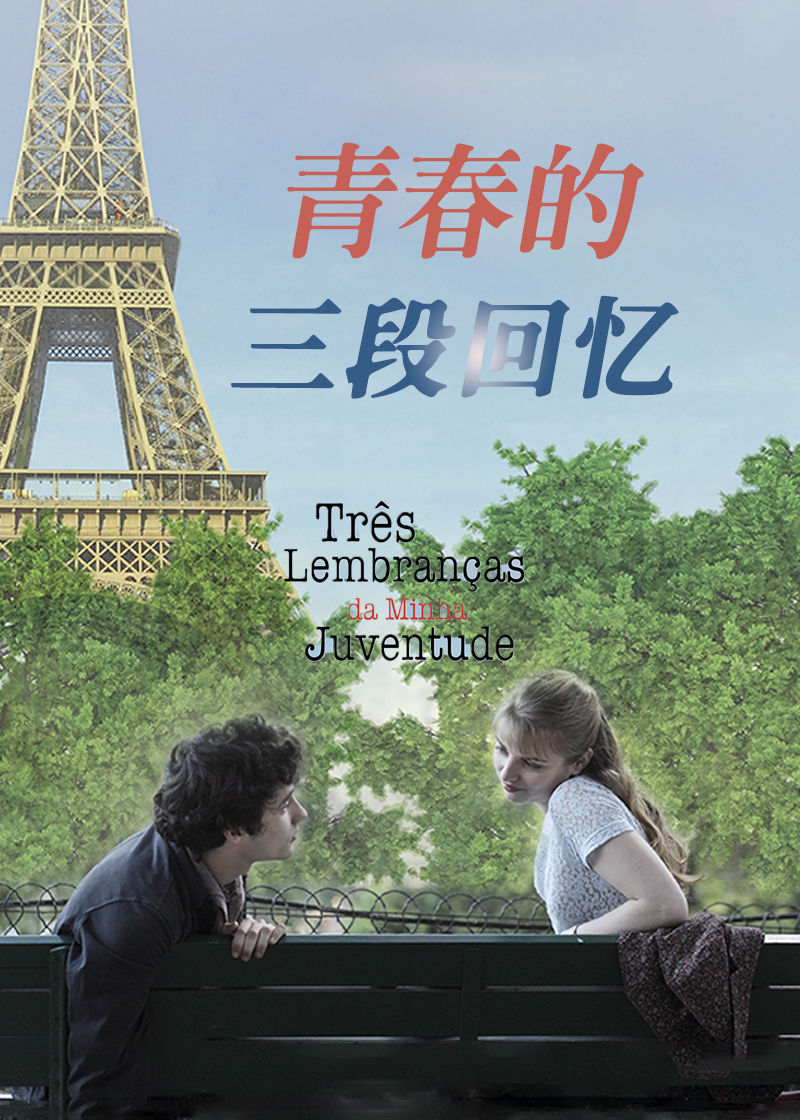 青春的
三段回忆
Três
Lembranças
da Minha
Juventude